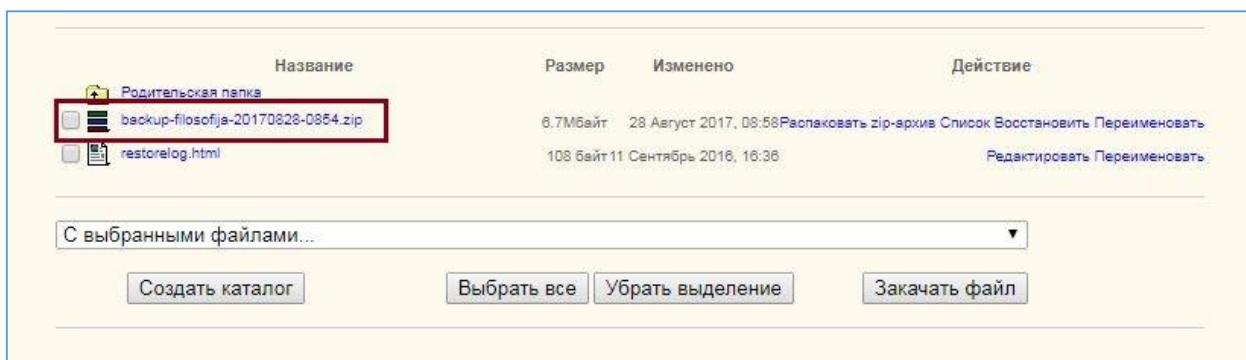 Название Размер Изменено Действие
Родительская папка
backup-filosofija-20170828-0854.zip 6.7Мбайт 28 Август 2017, 08:58 Распаковать zip-архив Список Восстановить Переименовать
restorelog.html 108 байт 11 Сентябрь 2016, 16:36 Редактировать Переименовать
С выбранными файлами...
Создать каталог Выбрать все Убрать выделение Закачать файл